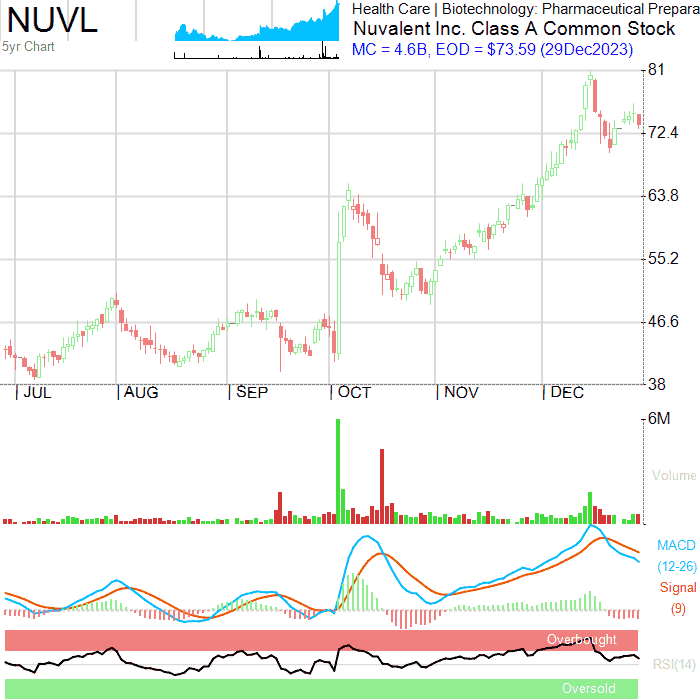 NUVL
5yr Chart
Health Care | Biotechnology: Pharmaceutical Prepara
Nuvalent Inc. Class A Common Stock
MC = 4.6B, EOD = $73.59 (29Dec2023)
81
72.4
63.8
55.2
46.6
38
JUL AUG SEP OCT NOV DEC
6M
Volume
MACD
(12-26)
Signal
(9)
Overbought
RSI(14)
Oversold